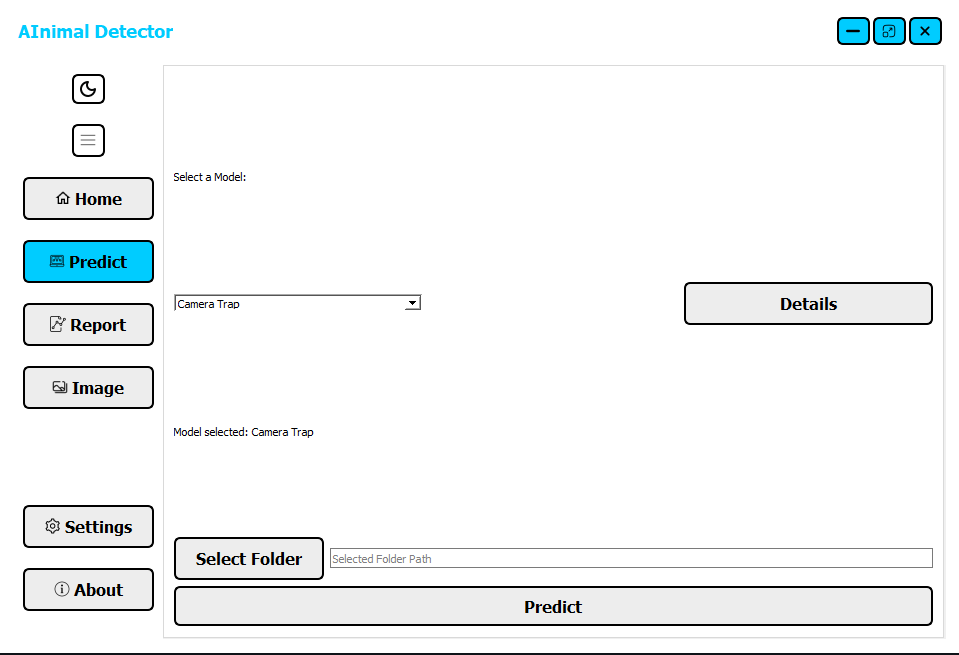 AInimal Detector
Home
Predict
Report
Image
Settings
About
Select a Model:
Camera Trap
Details
Model selected: Camera Trap
Select Folder
Selected Folder Path
Predict